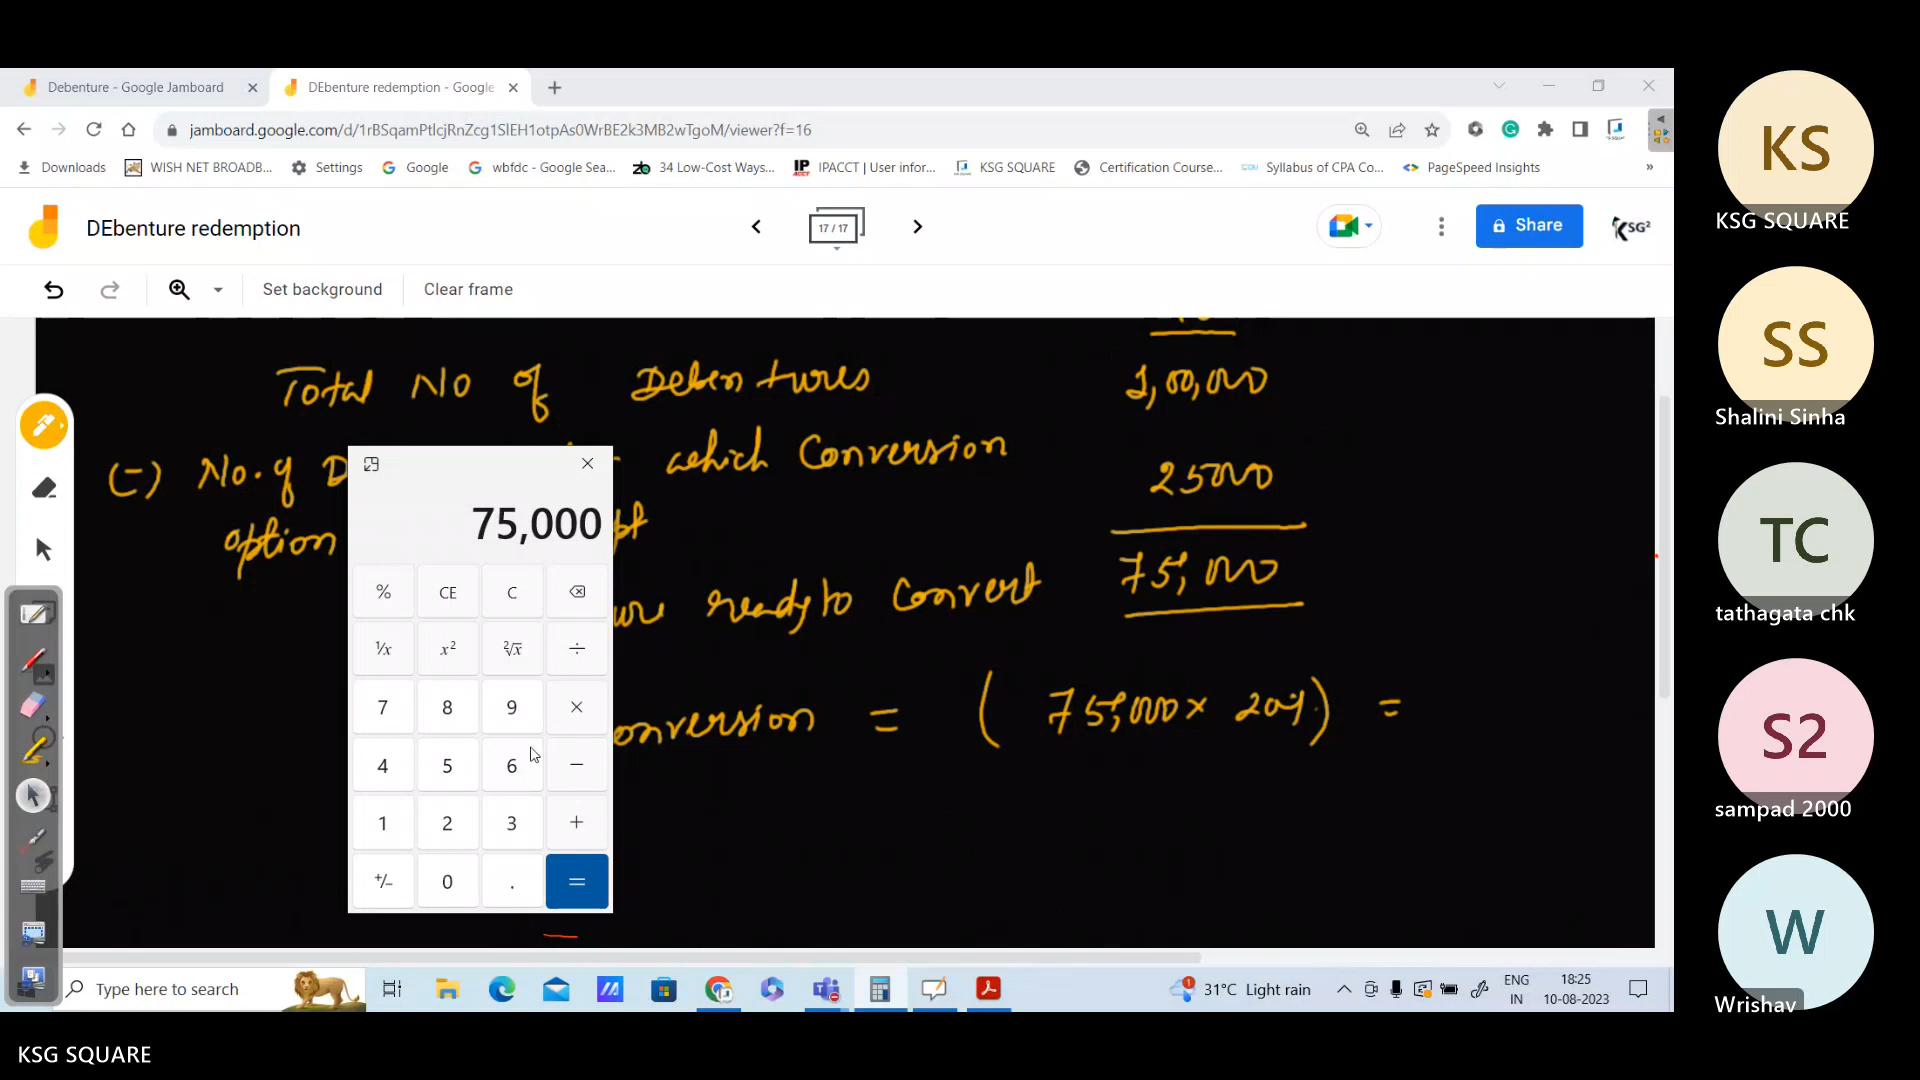 Debenture - Google Jamboard
DEbenture redemption - Google
jamboard.google.com/d/1rBSqamPtlcjRnZcg1SlEH1otpAs0WrBE2k3MB2wTgoM/viewer?f=16
Downloads
WISH NET BROADB...
Settings
Google
wbfdc - Google Sea...
34 Low-Cost Ways...
IPACCT | User infor...
KSG SQUARE
Certification Course...
Syllabus of CPA Co...
PageSpeed Insights
»
DEbenture redemption
17 / 17
Share
KSG²
Set background
Clear frame
Total No of Debentures 1,00,000
(-) No. of D which Conversion 25000
option pt
75,000
ure ready to Convert
onversion = ( 75,000 × 20% ) =
75,000
% CE C
1/x x² ²√x ÷
7 8 9 ×
4 5 6 −
1 2 3 +
+/- 0 . =
Type here to search
31°C Light rain
ENG
IN
18:25
10-08-2023
KS
KSG SQUARE
SS
Shalini Sinha
TC
tathagata chk
S2
sampad 2000
W
Wrishav
KSG SQUARE